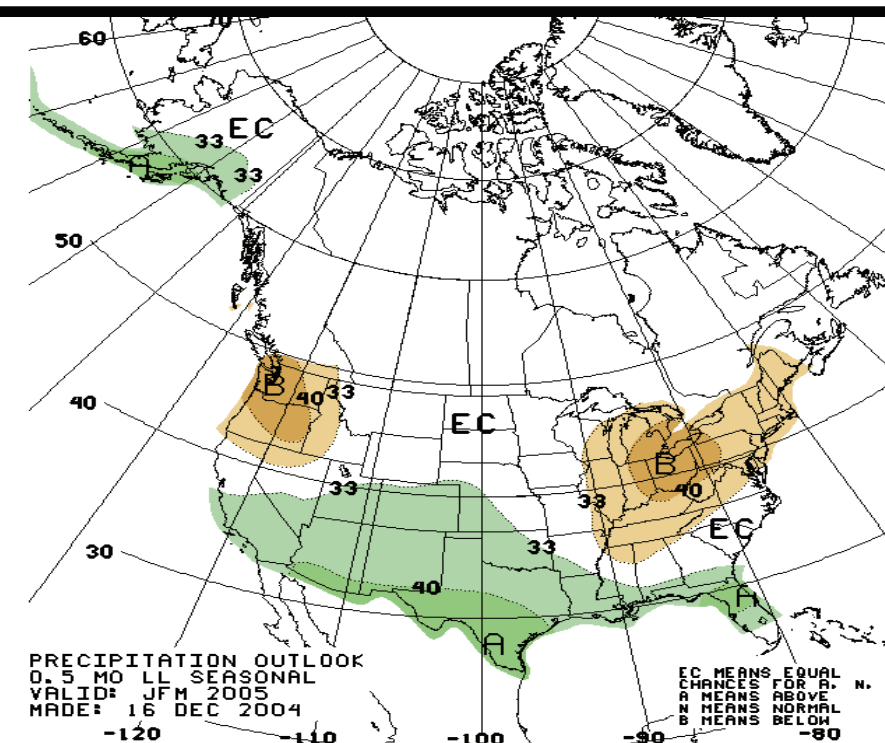 70
60
EC
33
A
33
50
B
40
33
40
EC
B
40
33
33
EC
33
30
40
A
A
PRECIPITATION OUTLOOK
0.5 MO LL SEASONAL
VALID: JFM 2005
MADE: 16 DEC 2004
EC MEANS EQUAL
CHANCES FOR A, N,
A MEANS ABOVE
N MEANS NORMAL
B MEANS BELOW
-120
-110
-100
-90
-80